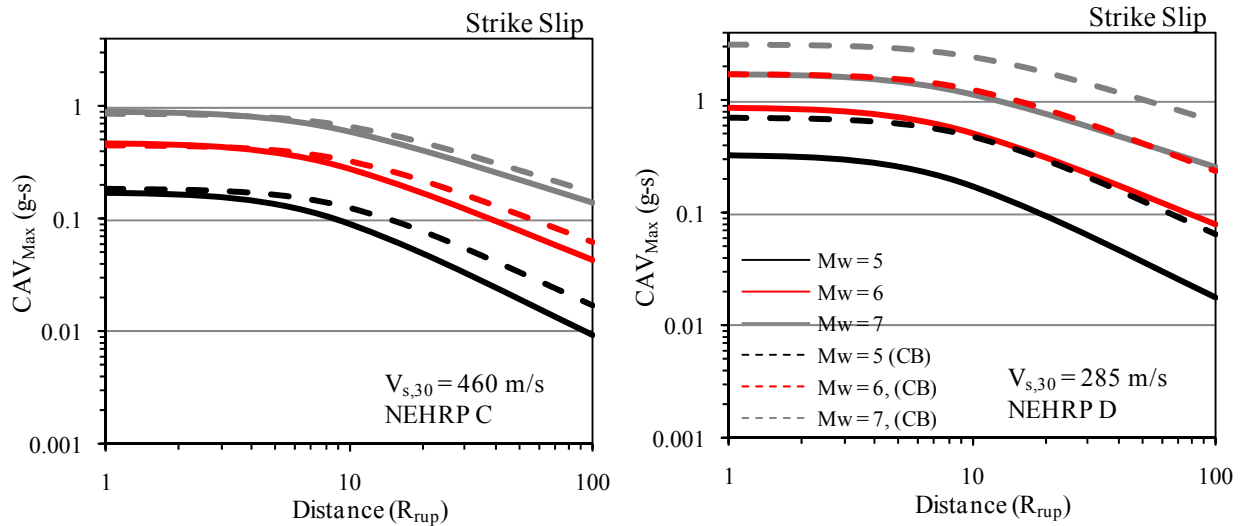 Strike Slip
CAVMax (g-s)
1
0.1
0.01
0.001
Vs,30 = 460 m/s
NEHRP C
1
10
100
Distance (Rrup)
Strike Slip
CAVMax (g-s)
1
0.1
0.01
0.001
Mw = 5
Mw = 6
Mw = 7
Mw = 5 (CB)
Mw = 6, (CB)
Mw = 7, (CB)
Vs,30 = 285 m/s
NEHRP D
1
10
100
Distance (Rrup)